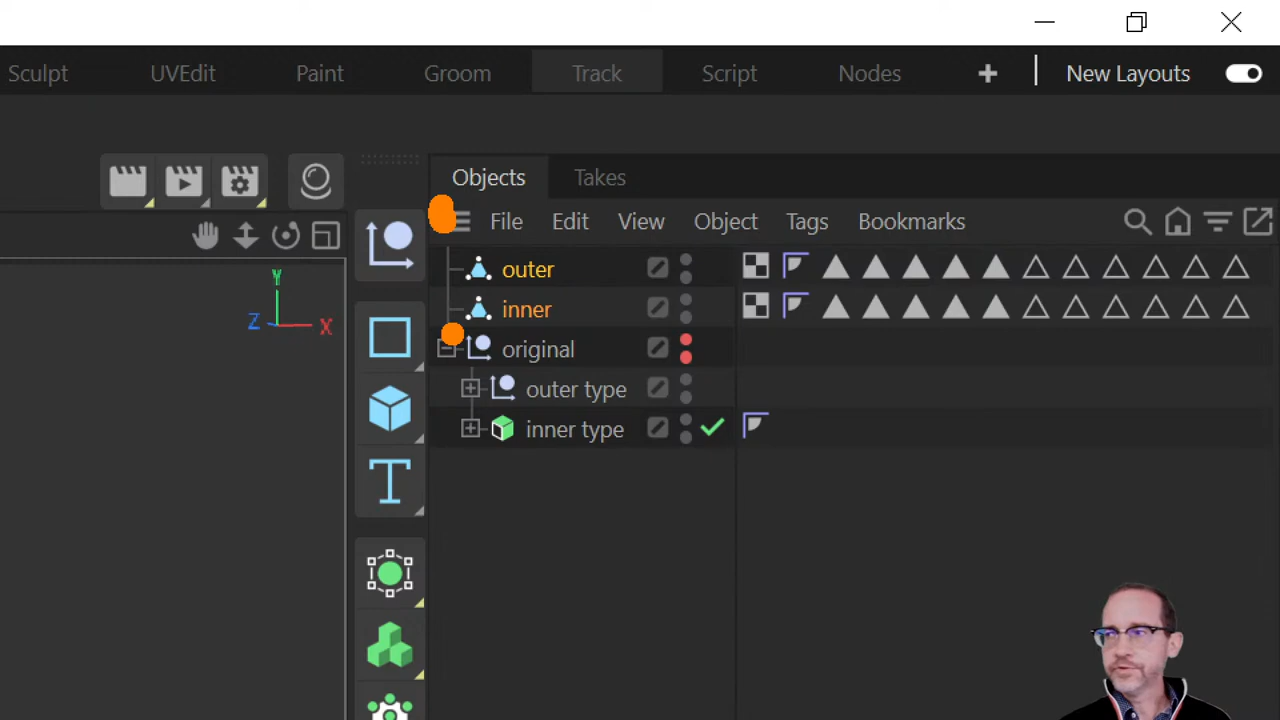 Sculpt UVEdit Paint Groom Track Script Nodes + New Layouts
Objects Takes
File Edit View Object Tags Bookmarks
outer
inner
original
outer type
inner type
Y
Z X